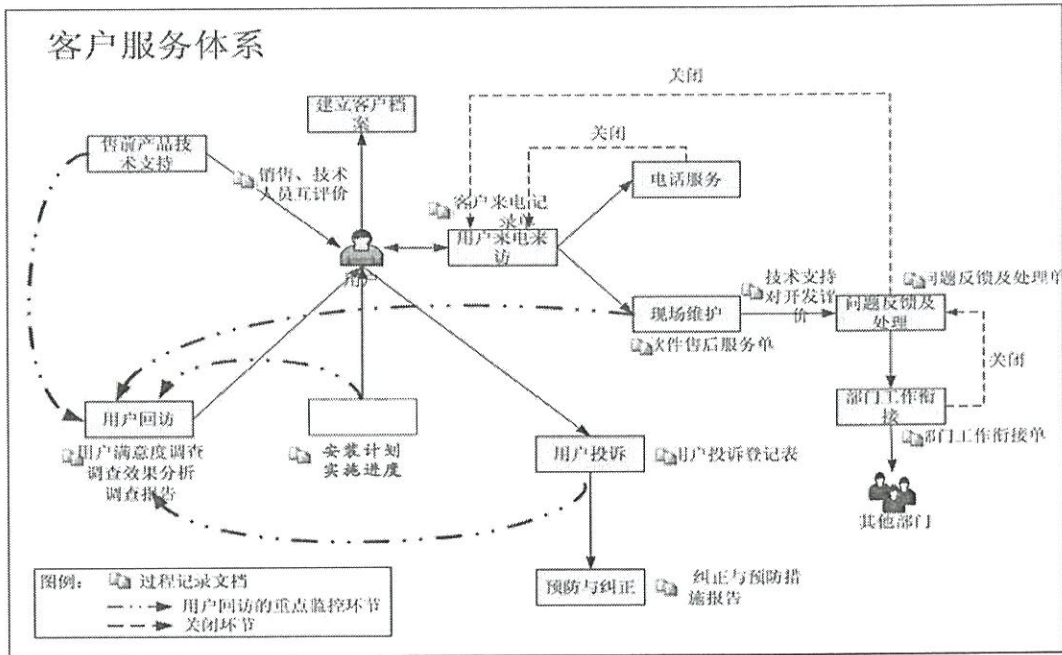 客户服务体系
关闭
建立客户档
案
关闭
售前产品技
术支持
电话服务
销售、技术
人员互评价
客户来电记
录单
用户来电来
访
用户
技术支持
对开发评
价
问题反馈及处理单
问题反馈及
处理
现场维护
软件售后服务单
关闭
用户回访
部门工作衔
接
部门工作衔接单
用户满意度调查
调查效果分析
调查报告
安装计划
实施进度
用户投诉
用户投诉登记表
其他部门
图例：
过程记录文档
用户回访的重点监控环节
关闭环节
预防与纠正
纠正与预防措
施报告